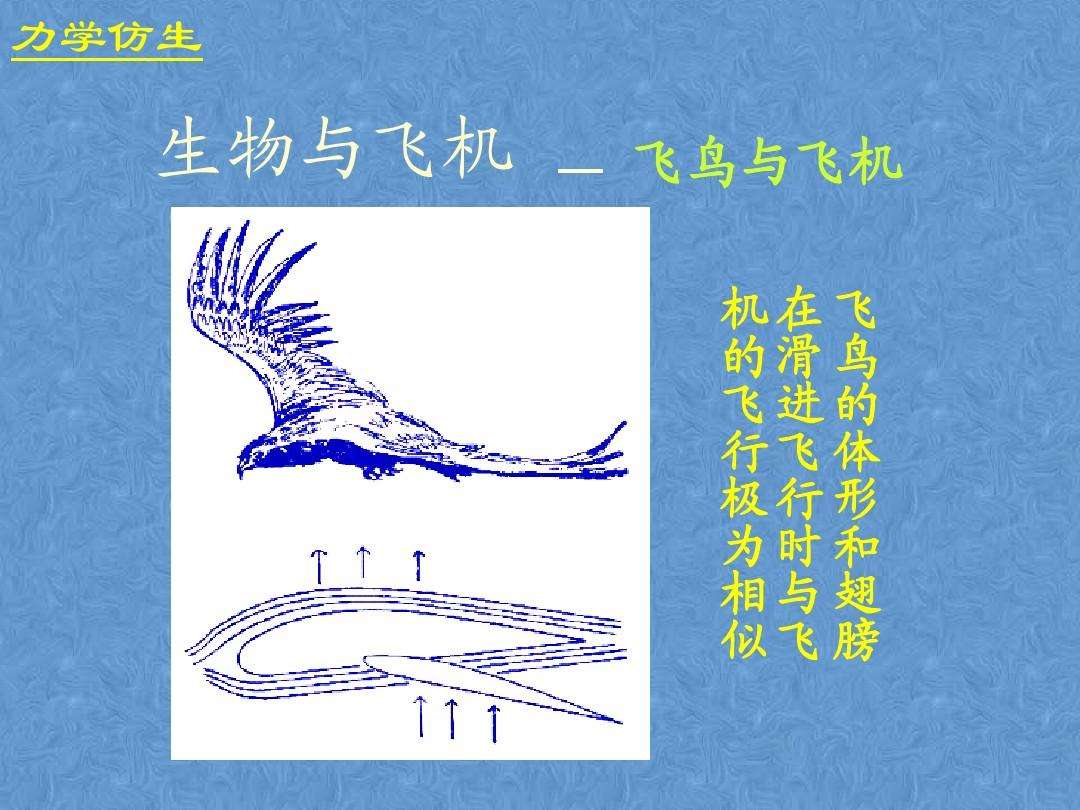 力学仿生
生物与飞机 — 飞鸟与飞机
飞鸟的体形和翅膀
在滑进飞行时与飞
机的飞行极为相似